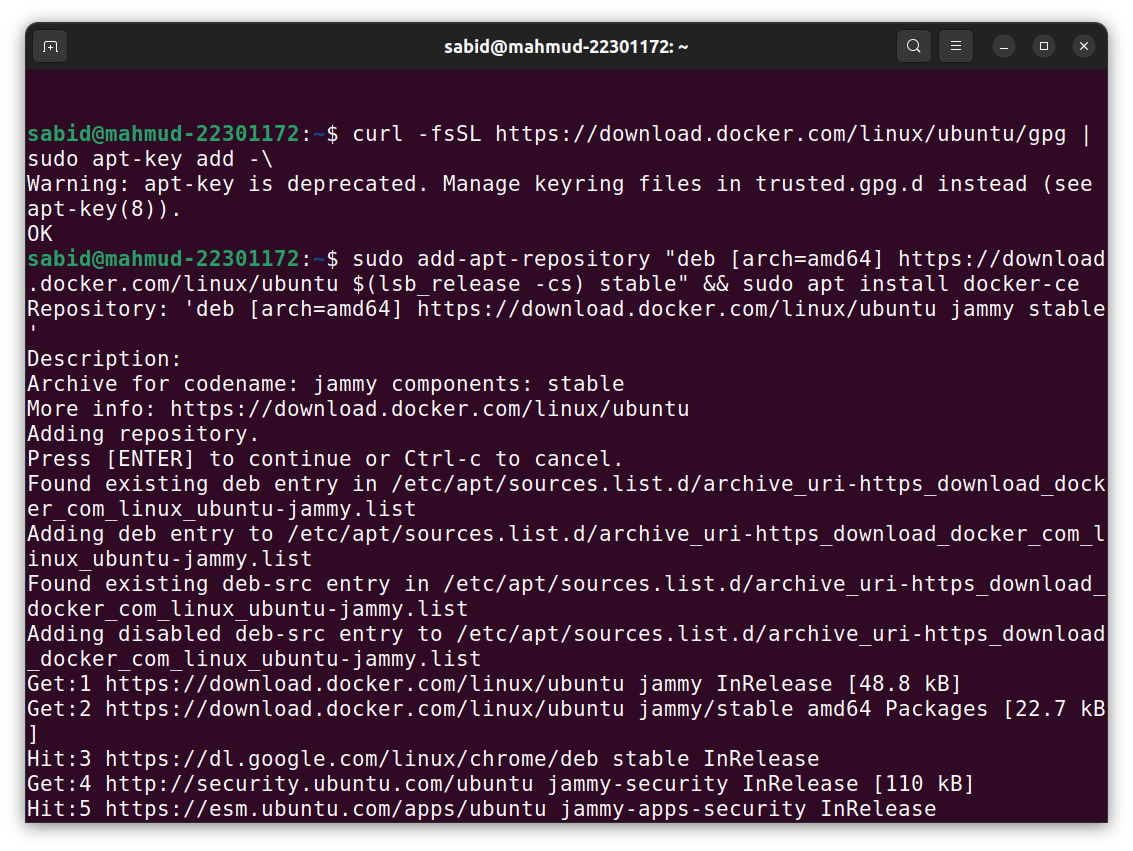 sabid@mahmud-22301172: ~
sabid@mahmud-22301172:~$ curl -fsSL https://download.docker.com/linux/ubuntu/gpg |
sudo apt-key add -\
Warning: apt-key is deprecated. Manage keyring files in trusted.gpg.d instead (see
apt-key(8)).
OK
sabid@mahmud-22301172:~$ sudo add-apt-repository "deb [arch=amd64] https://download
.docker.com/linux/ubuntu $(lsb_release -cs) stable" && sudo apt install docker-ce
Repository: 'deb [arch=amd64] https://download.docker.com/linux/ubuntu jammy stable
'
Description:
Archive for codename: jammy components: stable
More info: https://download.docker.com/linux/ubuntu
Adding repository.
Press [ENTER] to continue or Ctrl-c to cancel.
Found existing deb entry in /etc/apt/sources.list.d/archive_uri-https_download_dock
er_com_linux_ubuntu-jammy.list
Adding deb entry to /etc/apt/sources.list.d/archive_uri-https_download_docker_com_l
inux_ubuntu-jammy.list
Found existing deb-src entry in /etc/apt/sources.list.d/archive_uri-https_download_
docker_com_linux_ubuntu-jammy.list
Adding disabled deb-src entry to /etc/apt/sources.list.d/archive_uri-https_download
_docker_com_linux_ubuntu-jammy.list
Get:1 https://download.docker.com/linux/ubuntu jammy InRelease [48.8 kB]
Get:2 https://download.docker.com/linux/ubuntu jammy/stable amd64 Packages [22.7 kB
]
Hit:3 https://dl.google.com/linux/chrome/deb stable InRelease
Get:4 http://security.ubuntu.com/ubuntu jammy-security InRelease [110 kB]
Hit:5 https://esm.ubuntu.com/apps/ubuntu jammy-apps-security InRelease